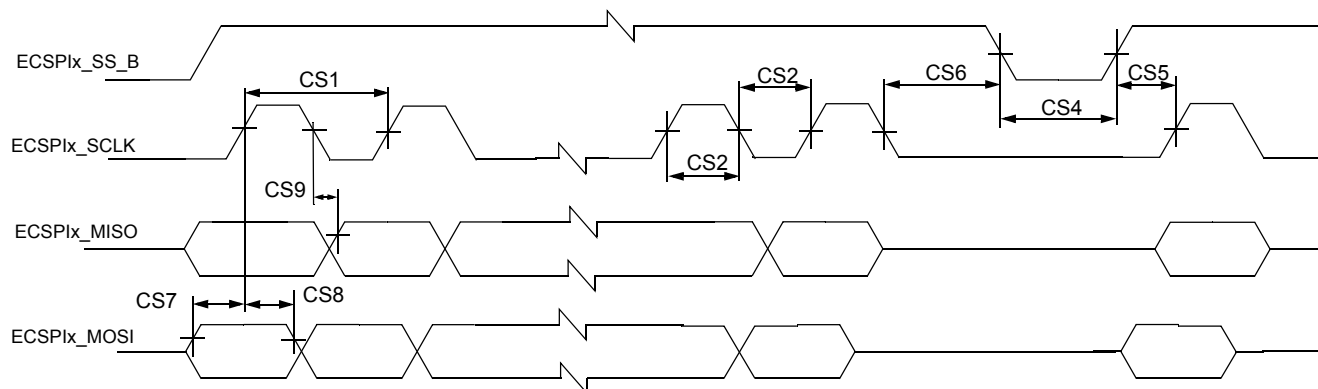 ECSPIx_SS_B
CS1
CS2
CS6
CS5
CS4
ECSPIx_SCLK
CS2
CS9
ECSPIx_MISO
CS7
CS8
ECSPIx_MOSI